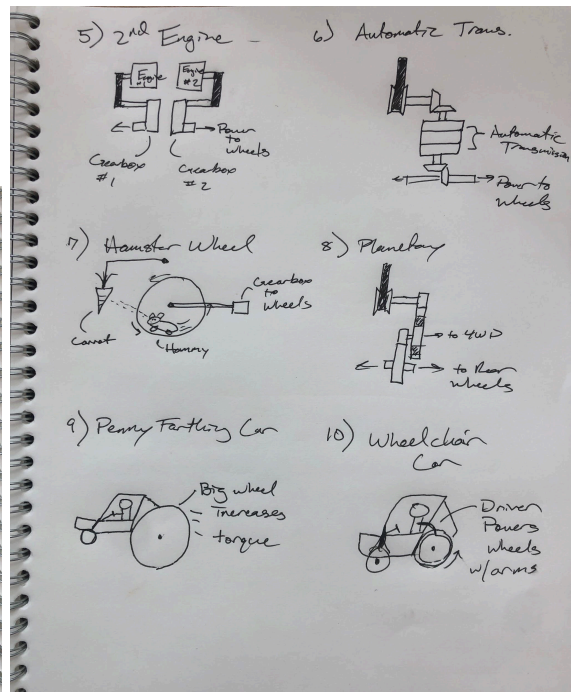 5) 2nd Engine -
Engine
#1
Engine
#2
Power
to
wheels
Gearbox
#1
Gearbox
#2
6) Automatic Trans.
Automatic
Transmission
Power to
wheels
7) Hamster Wheel
Gearbox
to
wheels
Carrot
Hammy
8) Planetary
to 4WD
to Rear
wheels
9) Penny Farthing Car
Big wheel
Increases
torque
10) Wheelchair
Car
Driver
Powers
wheels
w/arms